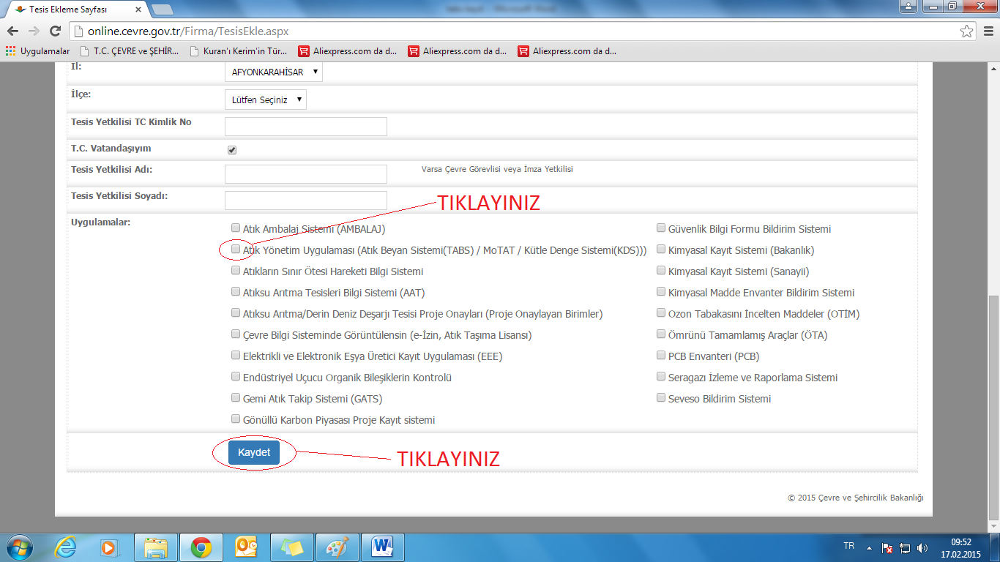 Tesis Ekleme Sayfası
online.cevre.gov.tr/Firma/TesisEkle.aspx
Uygulamalar T.C. ÇEVRE ve ŞEHİR... Kuran'ı Kerim'in Tür... Aliexpress.com da d... Aliexpress.com da d... Aliexpress.com da d...
İl: AFYONKARAHİSAR
İlçe: Lütfen Seçiniz
Tesis Yetkilisi TC Kimlik No
T.C. Vatandaşıyım
Tesis Yetkilisi Adı: Varsa Çevre Görevlisi veya İmza Yetkilisi
Tesis Yetkilisi Soyadı:
TIKLAYINIZ
Uygulamalar:
Atık Ambalaj Sistemi (AMBALAJ)
Atık Yönetim Uygulaması (Atık Beyan Sistemi(TABS) / MoTAT / Kütle Denge Sistemi(KDS)))
Atıkların Sınır Ötesi Hareketi Bilgi Sistemi
Atıksu Arıtma Tesisleri Bilgi Sistemi (AAT)
Atıksu Arıtma/Derin Deniz Deşarjı Tesisi Proje Onayları (Proje Onaylayan Birimler)
Çevre Bilgi Sisteminde Görüntülensin (e-İzin, Atık Taşıma Lisansı)
Elektrikli ve Elektronik Eşya Üretici Kayıt Uygulaması (EEE)
Endüstriyel Uçucu Organik Bileşiklerin Kontrolü
Gemi Atık Takip Sistemi (GATS)
Gönüllü Karbon Piyasası Proje Kayıt sistemi
Güvenlik Bilgi Formu Bildirim Sistemi
Kimyasal Kayıt Sistemi (Bakanlık)
Kimyasal Kayıt Sistemi (Sanayii)
Kimyasal Madde Envanter Bildirim Sistemi
Ozon Tabakasını İncelten Maddeler (OTİM)
Ömrünü Tamamlamış Araçlar (ÖTA)
PCB Envanteri (PCB)
Seragazı İzleme ve Raporlama Sistemi
Seveso Bildirim Sistemi
Kaydet
TIKLAYINIZ
© 2015 Çevre ve Şehircilik Bakanlığı
TR
09:52
17.02.2015